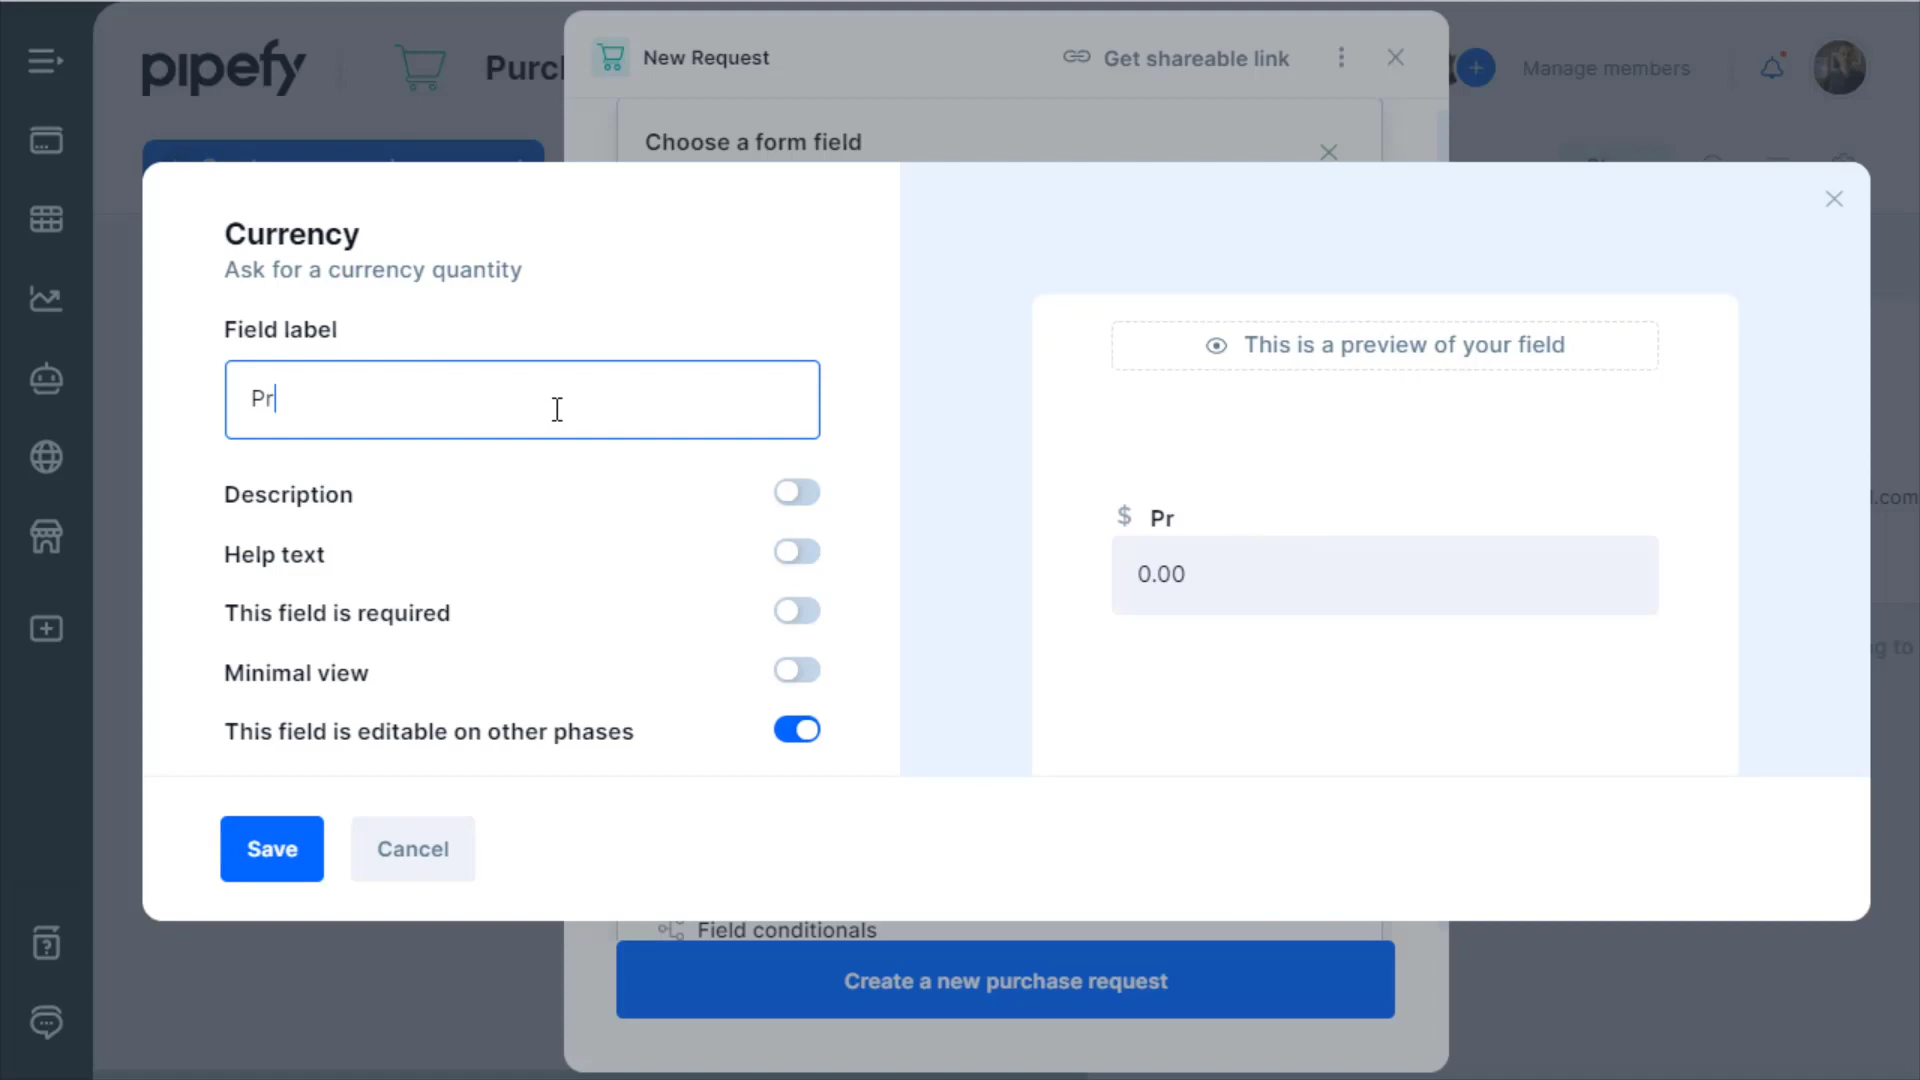 pipefy
Purc
New Request
Get shareable link
Manage members
Choose a form field
Currency
Ask for a currency quantity
Field label
Pr
Description
Help text
This field is required
Minimal view
This field is editable on other phases
This is a preview of your field
$ Pr
0.00
.com
g to
Save
Cancel
Field conditionals
Create a new purchase request